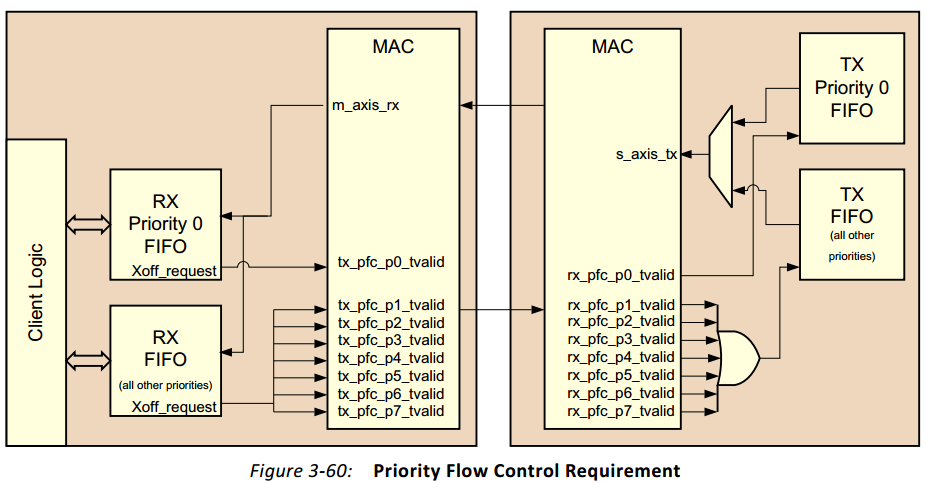 Client Logic
RX
Priority 0
FIFO
Xoff_request
RX
FIFO
(all other priorities)
Xoff_request
MAC
m_axis_rx
tx_pfc_p0_tvalid
tx_pfc_p1_tvalid
tx_pfc_p2_tvalid
tx_pfc_p3_tvalid
tx_pfc_p4_tvalid
tx_pfc_p5_tvalid
tx_pfc_p6_tvalid
tx_pfc_p7_tvalid
MAC
s_axis_tx
rx_pfc_p0_tvalid
rx_pfc_p1_tvalid
rx_pfc_p2_tvalid
rx_pfc_p3_tvalid
rx_pfc_p4_tvalid
rx_pfc_p5_tvalid
rx_pfc_p6_tvalid
rx_pfc_p7_tvalid
TX
Priority 0
FIFO
TX
FIFO
(all other
priorities)
Figure 3-60: Priority Flow Control Requirement